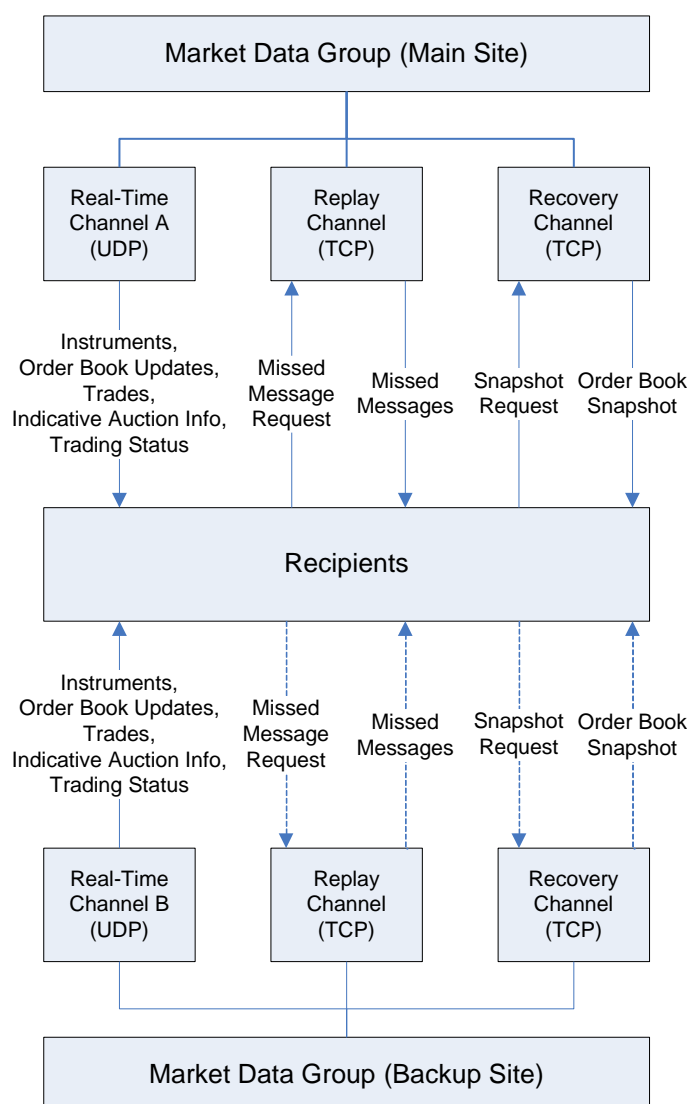 Market Data Group (Main Site)
Real-Time
Channel A
(UDP)
Replay
Channel
(TCP)
Recovery
Channel
(TCP)
Instruments,
Order Book Updates,
Trades,
Indicative Auction Info,
Trading Status
Missed
Message
Request
Missed
Messages
Snapshot
Request
Order Book
Snapshot
Recipients
Instruments,
Order Book Updates,
Trades,
Indicative Auction Info,
Trading Status
Missed
Message
Request
Missed
Messages
Snapshot
Request
Order Book
Snapshot
Real-Time
Channel B
(UDP)
Replay
Channel
(TCP)
Recovery
Channel
(TCP)
Market Data Group (Backup Site)